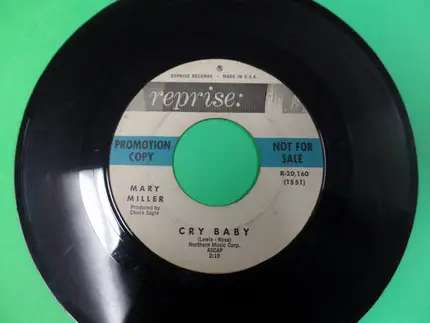 REPRISE RECORDS • MADE IN U.S.A.
reprise:
PROMOTION COPY
NOT FOR SALE
R-20,160
(1551)
MARY
MILLER
Produced by
Chuck Sagle
CRY BABY
(Lewis - Ross)
Northern Music Corp.
ASCAP
2:13